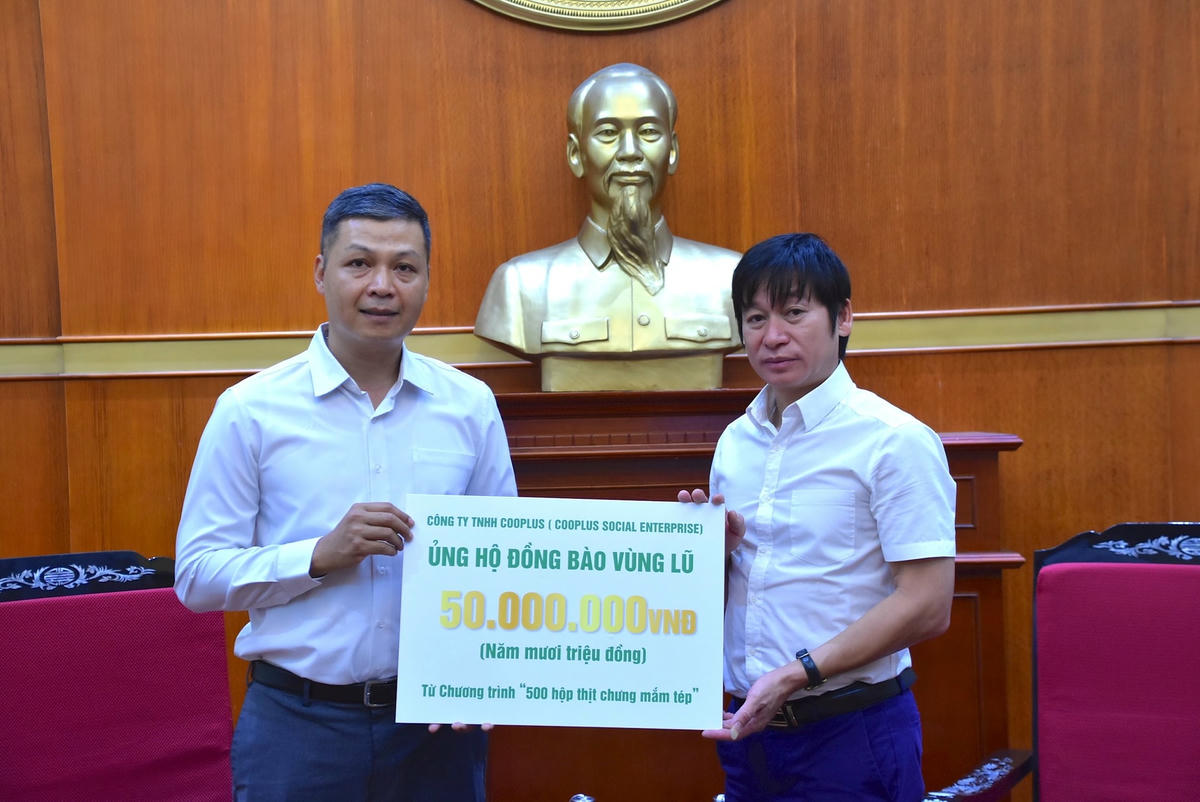 CÔNG TY TNHH COOPLUS ( COOPLUS SOCIAL ENTERPRISE)
ỦNG HỘ ĐỒNG BÀO VÙNG LŨ
50.000.000VNĐ
(Năm mươi triệu đồng)
Từ Chương trình "500 hộp thịt chưng mắm tép"